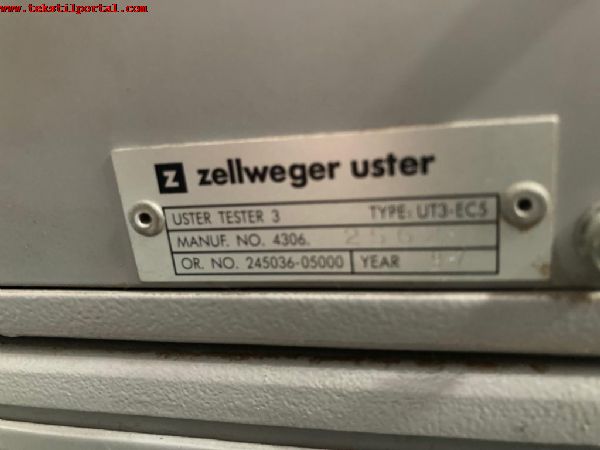 www.tekstilportal.com
z zellweger uster
USTER TESTER 3 TYPE: UT3-EC5
MANUF. NO. 4306.
OR. NO. 245036-05000 YEAR 97